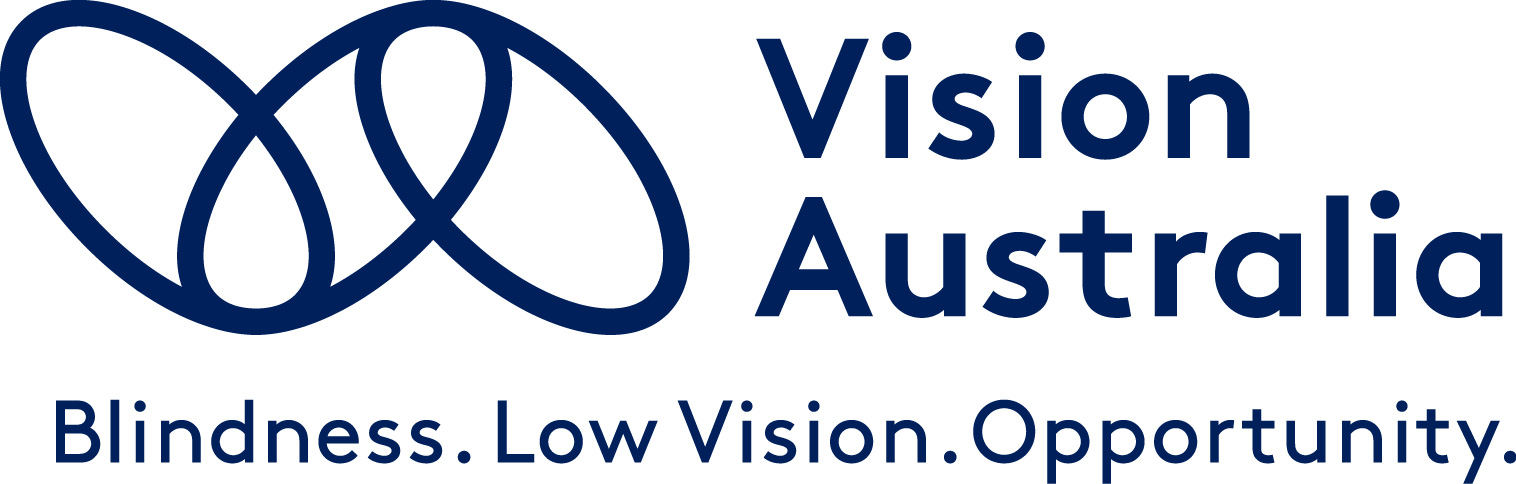 Vision
Australia
Blindness. Low Vision. Opportunity.